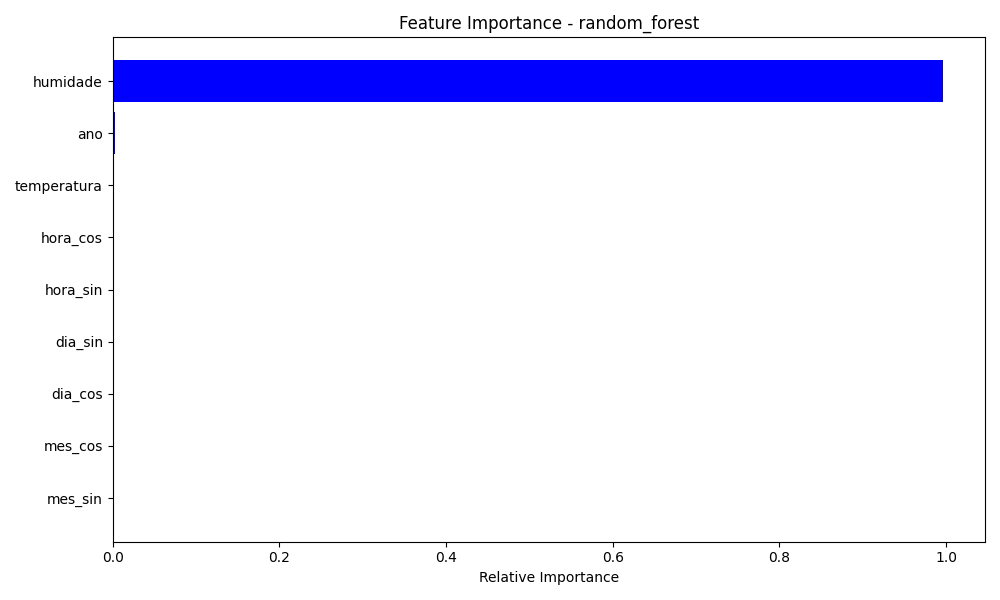 Feature Importance - random_forest
humidade
ano
temperatura
hora_cos
hora_sin
dia_sin
dia_cos
mes_cos
mes_sin
0.0 0.2 0.4 0.6 0.8 1.0
Relative Importance